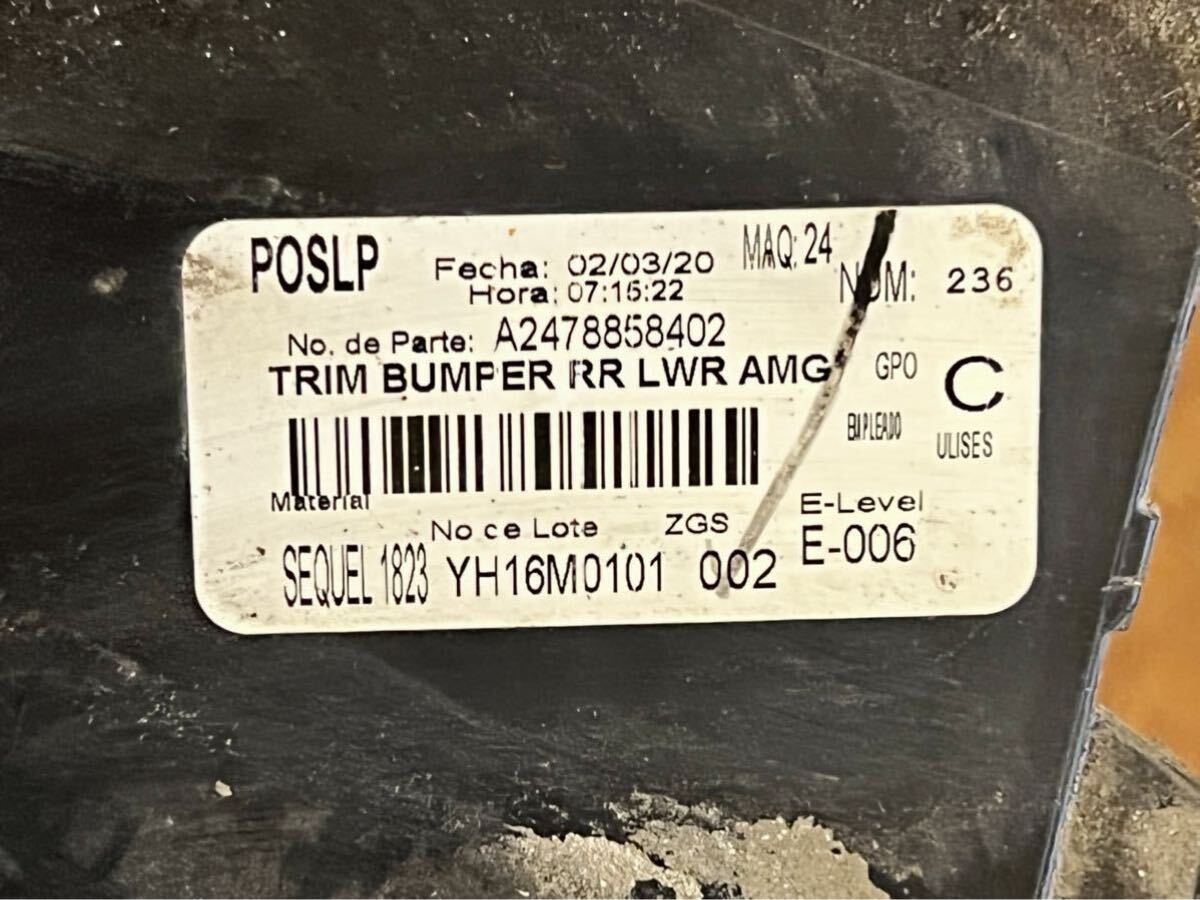 POSLP Fecha: 02/03/20 MAQ: 24
Hora: 07:15:22 NUM: 236
No. de Parte: A2478858402
TRIM BUMPER RR LWR AMG GPO C
EMPLEADO ULISES
Material No de Lote ZGS E-Level
SEQUEL 1823 YH16M0101 002 E-006